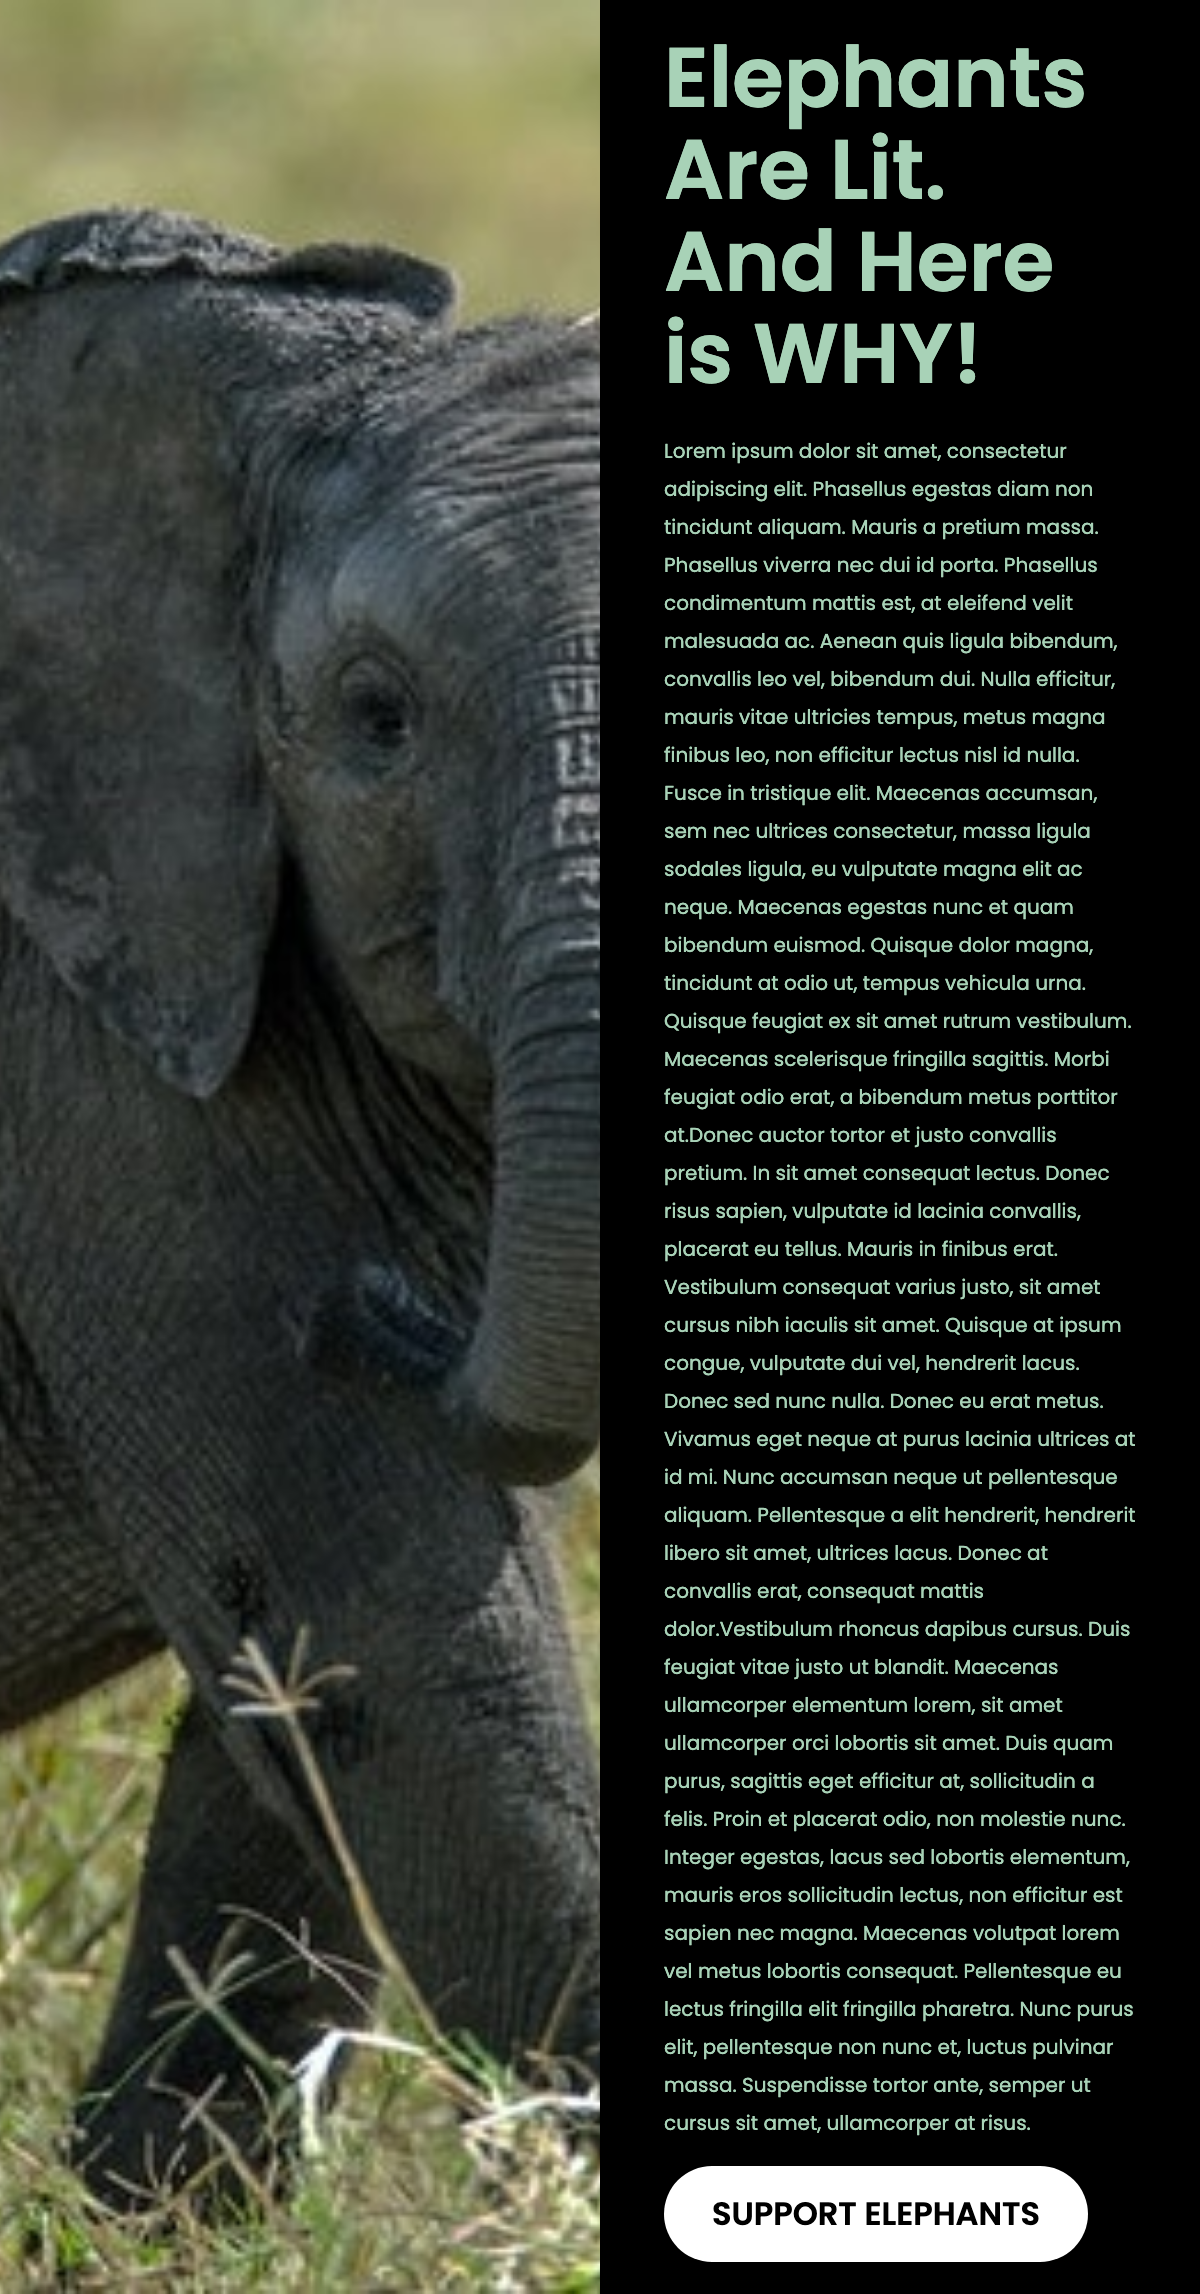 Elephants
Are Lit.
And Here
is WHY!
Lorem ipsum dolor sit amet, consectetur
adipiscing elit. Phasellus egestas diam non
tincidunt aliquam. Mauris a pretium massa.
Phasellus viverra nec dui id porta. Phasellus
condimentum mattis est, at eleifend velit
malesuada ac. Aenean quis ligula bibendum,
convallis leo vel, bibendum dui. Nulla efficitur,
mauris vitae ultricies tempus, metus magna
finibus leo, non efficitur lectus nisl id nulla.
Fusce in tristique elit. Maecenas accumsan,
sem nec ultrices consectetur, massa ligula
sodales ligula, eu vulputate magna elit ac
neque. Maecenas egestas nunc et quam
bibendum euismod. Quisque dolor magna,
tincidunt at odio ut, tempus vehicula urna.
Quisque feugiat ex sit amet rutrum vestibulum.
Maecenas scelerisque fringilla sagittis. Morbi
feugiat odio erat, a bibendum metus porttitor
at.Donec auctor tortor et justo convallis
pretium. In sit amet consequat lectus. Donec
risus sapien, vulputate id lacinia convallis,
placerat eu tellus. Mauris in finibus erat.
Vestibulum consequat varius justo, sit amet
cursus nibh iaculis sit amet. Quisque at ipsum
congue, vulputate dui vel, hendrerit lacus.
Donec sed nunc nulla. Donec eu erat metus.
Vivamus eget neque at purus lacinia ultrices at
id mi. Nunc accumsan neque ut pellentesque
aliquam. Pellentesque a elit hendrerit, hendrerit
libero sit amet, ultrices lacus. Donec at
convallis erat, consequat mattis
dolor.Vestibulum rhoncus dapibus cursus. Duis
feugiat vitae justo ut blandit. Maecenas
ullamcorper elementum lorem, sit amet
ullamcorper orci lobortis sit amet. Duis quam
purus, sagittis eget efficitur at, sollicitudin a
felis. Proin et placerat odio, non molestie nunc.
Integer egestas, lacus sed lobortis elementum,
mauris eros sollicitudin lectus, non efficitur est
sapien nec magna. Maecenas volutpat lorem
vel metus lobortis consequat. Pellentesque eu
lectus fringilla elit fringilla pharetra. Nunc purus
elit, pellentesque non nunc et, luctus pulvinar
massa. Suspendisse tortor ante, semper ut
cursus sit amet, ullamcorper at risus.
SUPPORT ELEPHANTS